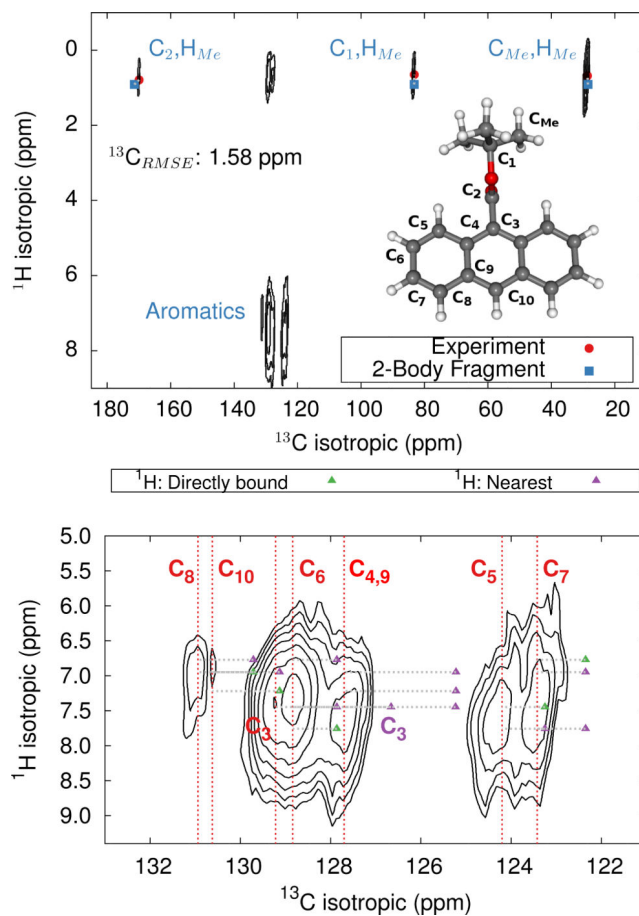 C2,HMe C1,HMe CMe,HMe
13CRMSE: 1.58 ppm
Aromatics
CMe
C1
C2
C5 C4 C3
C6 C9
C7 C8 C10
Experiment
2-Body Fragment
0
2
4
6
8
1H isotropic (ppm)
180 160 140 120 100 80 60 40 20
13C isotropic (ppm)
1H: Directly bound 1H: Nearest
C8 C10 C6 C4,9 C5 C7
C3 C3
5.0
5.5
6.0
6.5
7.0
7.5
8.0
8.5
9.0
1H isotropic (ppm)
132 130 128 126 124 122
13C isotropic (ppm)